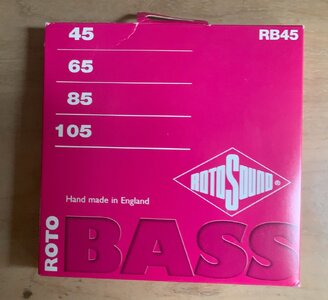 45
RB45
65
85
105
ROTOSOUND®
Hand made in England
ROTO
BASS